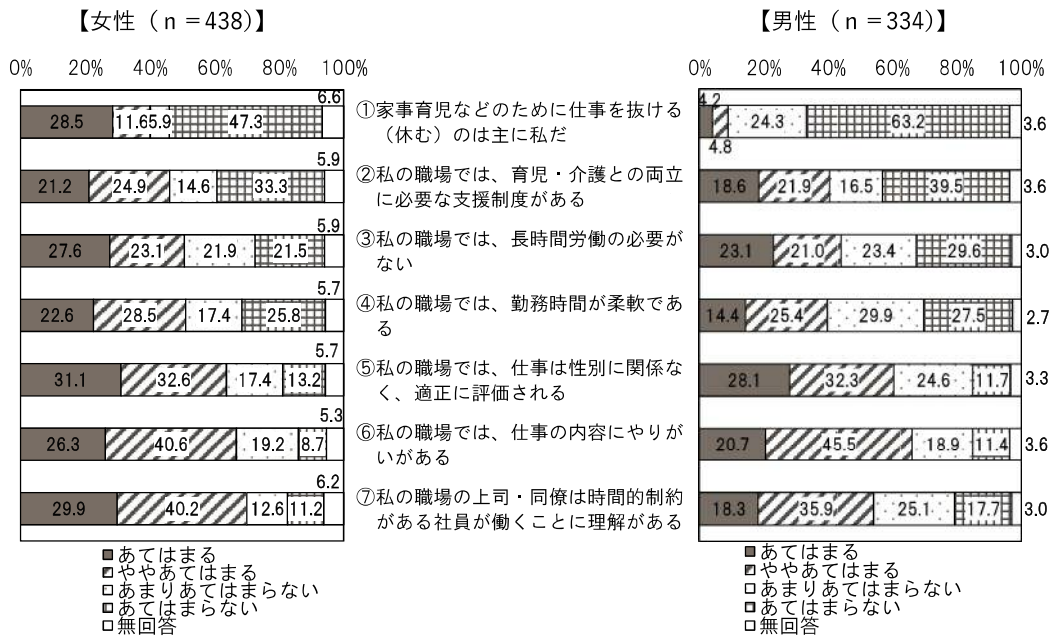 【女性（ｎ＝438）】
0% 20% 40% 60% 80% 100%
6.6
28.5 11.6 5.9 47.3
5.9
21.2 24.9 14.6 33.3
5.9
27.6 23.1 21.9 21.5
5.7
22.6 28.5 17.4 25.8
5.7
31.1 32.6 17.4 13.2
5.3
26.3 40.6 19.2 8.7
6.2
29.9 40.2 12.6 11.2
■あてはまる
ややあてはまる
□あまりあてはまらない
あてはまらない
□無回答
①家事育児などのために仕事を抜ける
（休む）のは主に私だ
②私の職場では、育児・介護との両立
に必要な支援制度がある
③私の職場では、長時間労働の必要が
ない
④私の職場では、勤務時間が柔軟であ
る
⑤私の職場では、仕事は性別に関係な
く、適正に評価される
⑥私の職場では、仕事の内容にやりが
いがある
⑦私の職場の上司・同僚は時間的制約
がある社員が働くことに理解がある
【男性（ｎ＝334）】
0% 20% 40% 60% 80% 100%
4.2
24.3 63.2 3.6
4.8
18.6 21.9 16.5 39.5 3.6
23.1 21.0 23.4 29.6 3.0
14.4 25.4 29.9 27.5 2.7
28.1 32.3 24.6 11.7 3.3
20.7 45.5 18.9 11.4 3.6
18.3 35.9 25.1 17.7 3.0
■あてはまる
ややあてはまる
□あまりあてはまらない
あてはまらない
□無回答